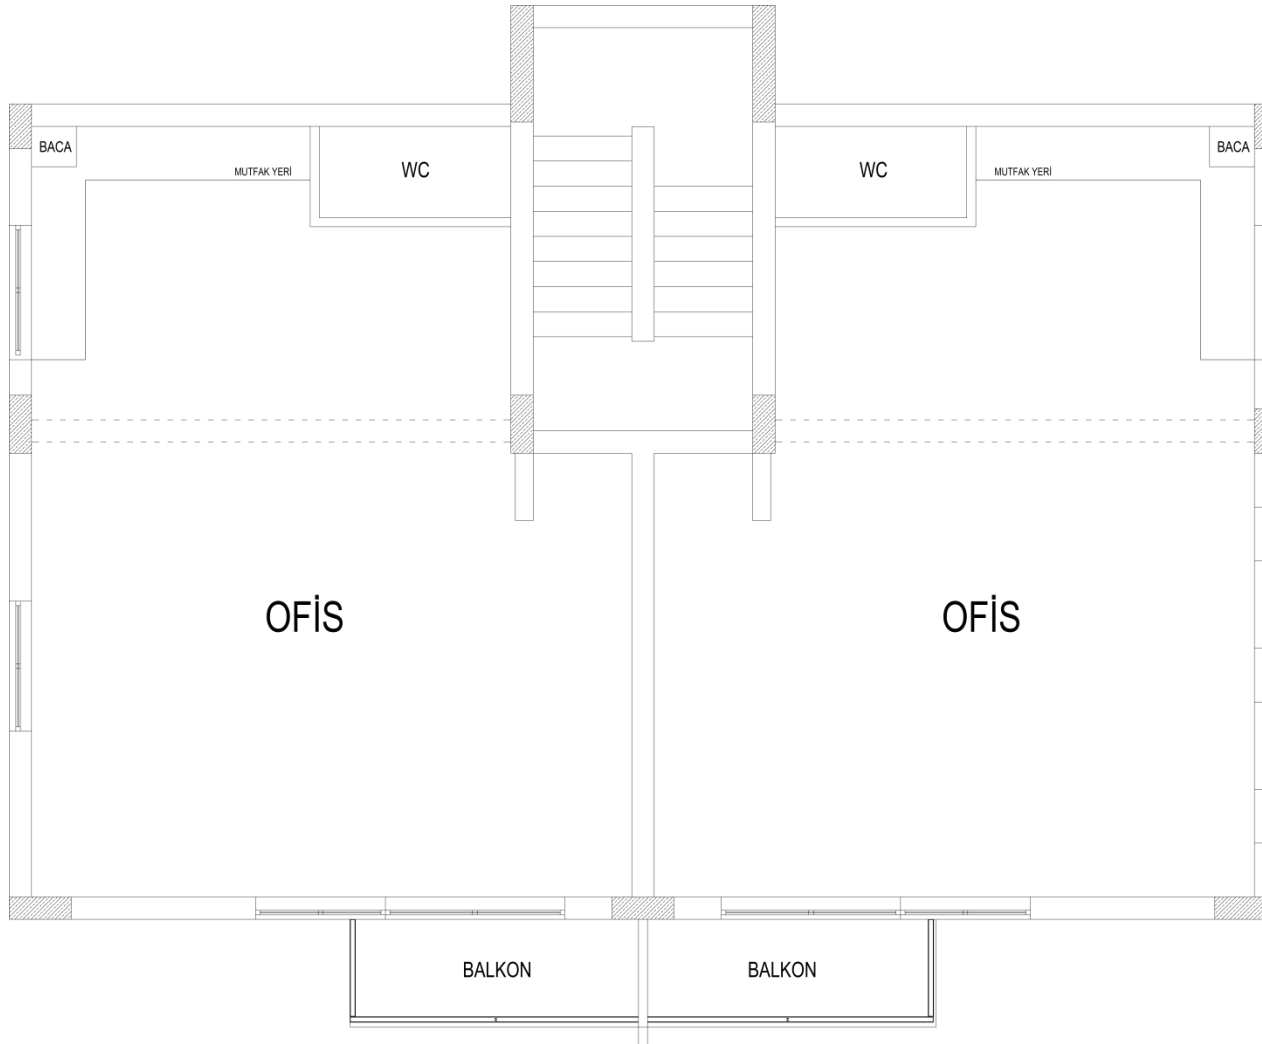 BACA
MUTFAK YERİ
WC
WC
MUTFAK YERİ
BACA
OFİS
OFİS
BALKON
BALKON